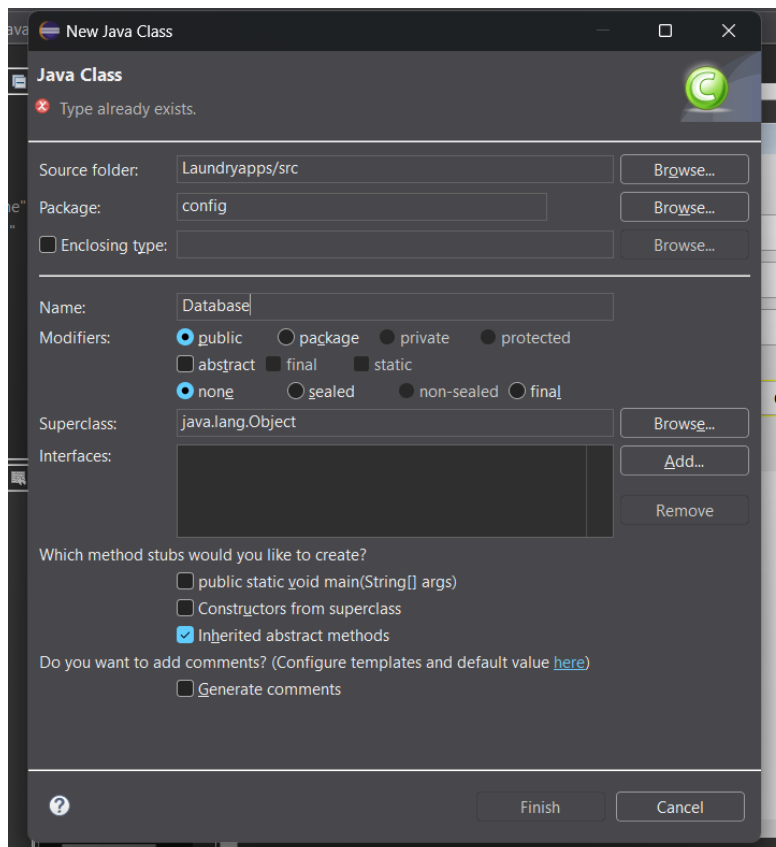 ava
New Java Class
Java Class
Type already exists.
Source folder: Laundryapps/src Browse...
ne" Package: config Browse...
" Enclosing type: Browse...
Name: Database
Modifiers: public package private protected
abstract final static
none sealed non-sealed final
Superclass: java.lang.Object Browse...
Interfaces: Add...
Remove
Which method stubs would you like to create?
public static void main(String[] args)
Constructors from superclass
Inherited abstract methods
Do you want to add comments? (Configure templates and default value here)
Generate comments
Finish Cancel